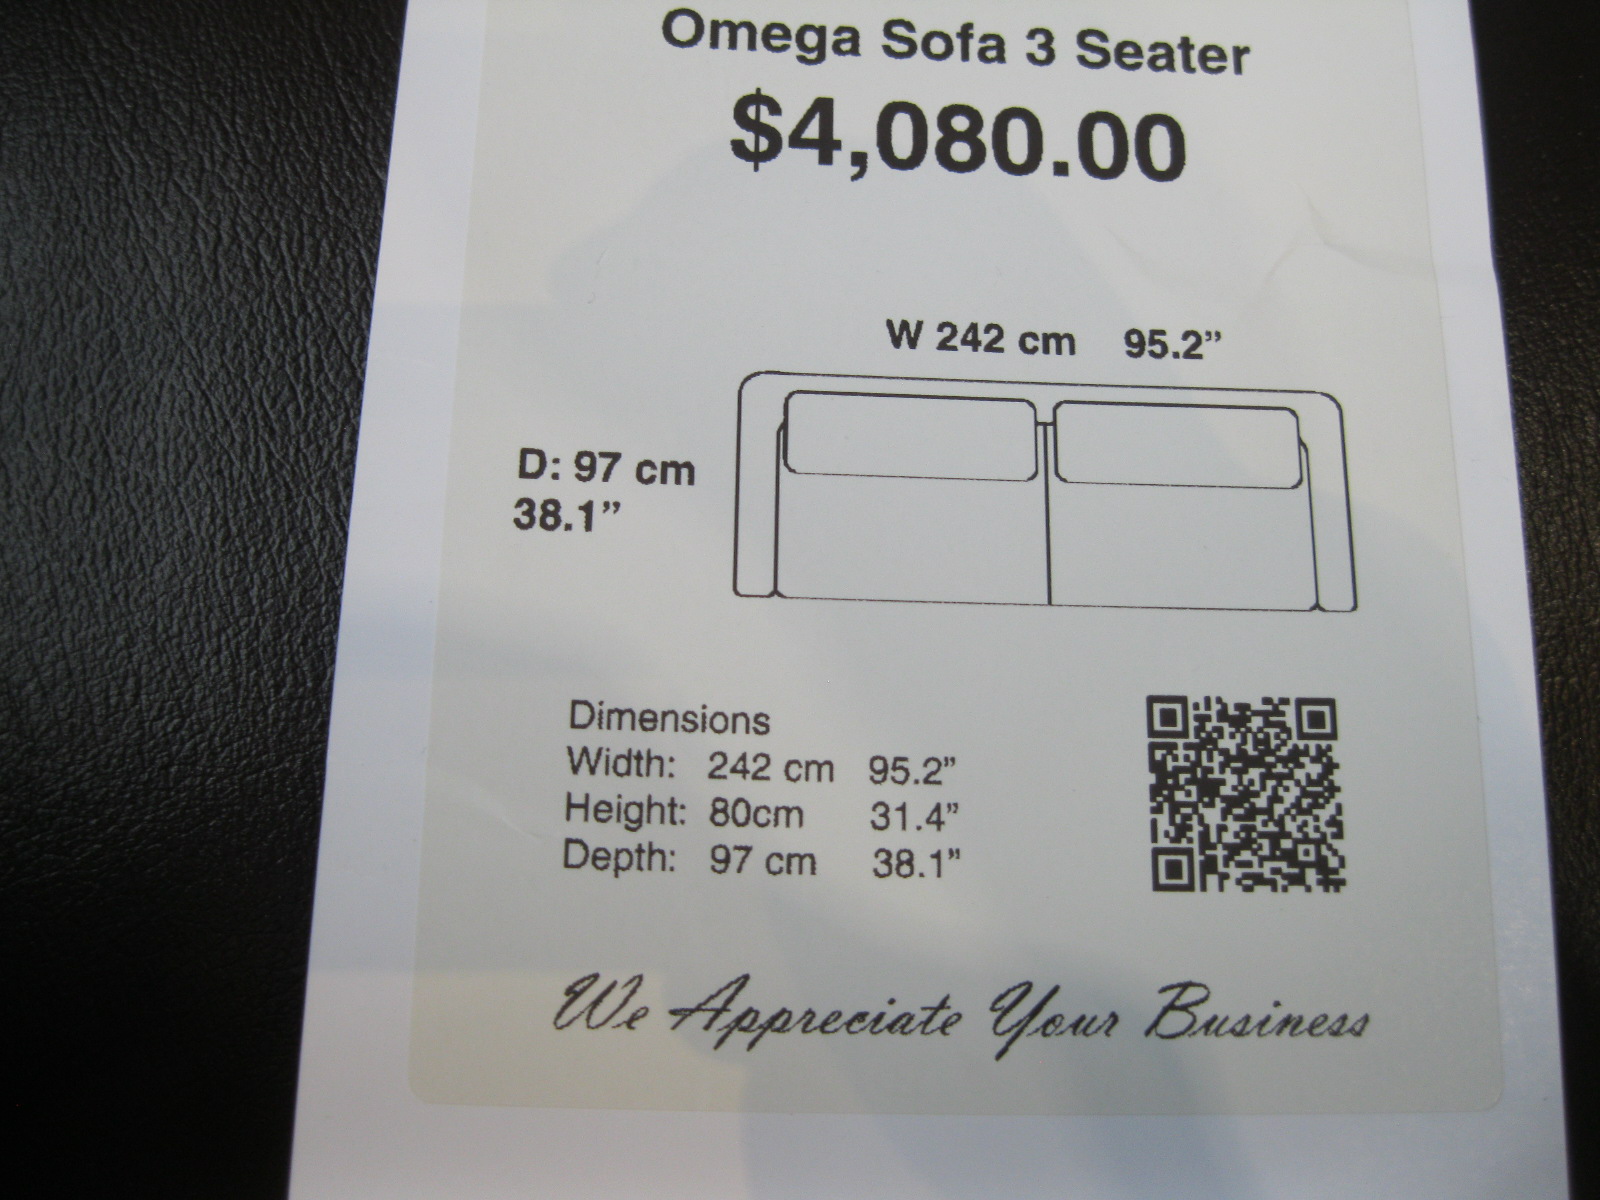 Omega Sofa 3 Seater
$4,080.00
W 242 cm 95.2”
D: 97 cm
38.1”
Dimensions
Width: 242 cm 95.2”
Height: 80cm 31.4”
Depth: 97 cm 38.1”
We Appreciate Your Business